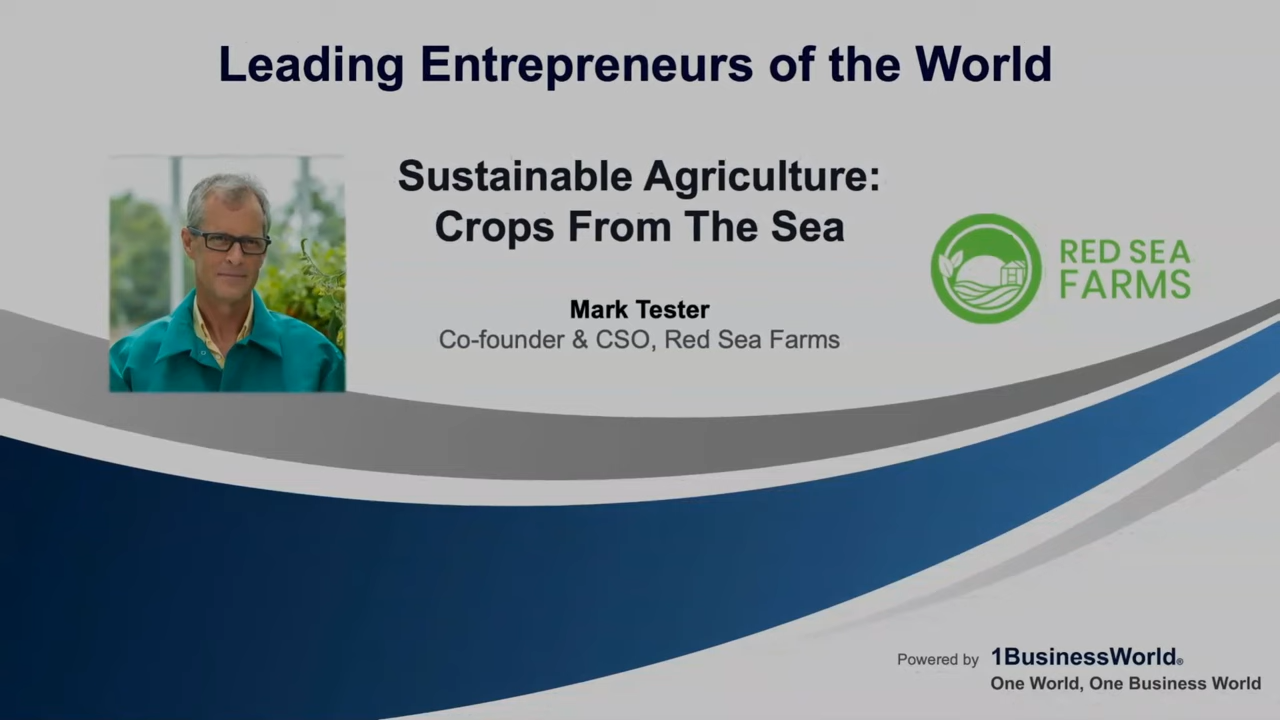 Leading Entrepreneurs of the World
Sustainable Agriculture:
Crops From The Sea
Mark Tester
Co-founder & CSO, Red Sea Farms
RED SEA
FARMS
Powered by 1BusinessWorld®
One World, One Business World